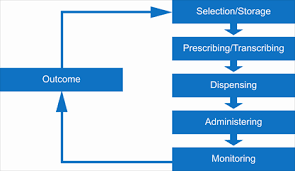 Selection/Storage
Prescribing/Transcribing
Outcome
Dispensing
Administering
Monitoring